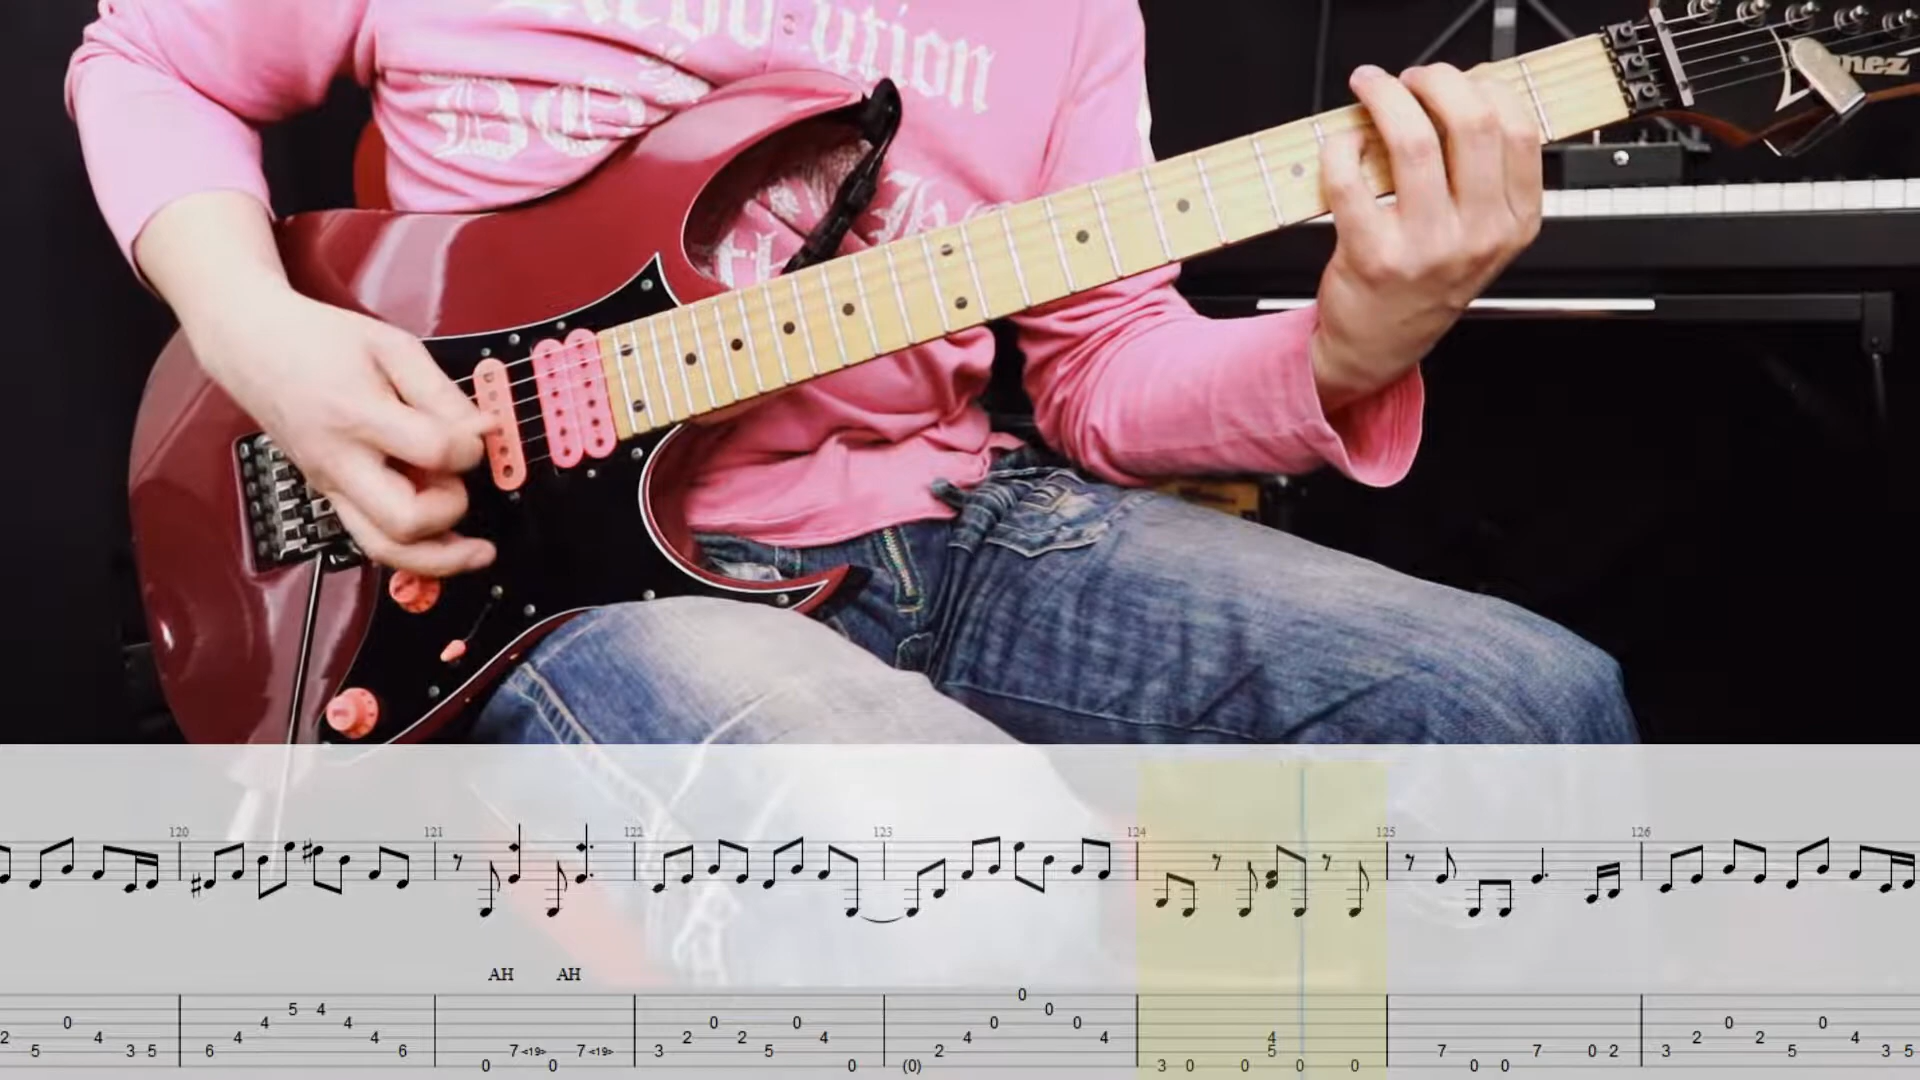 Revolution
nez
120 121 122 123 124 125 126
AH AH
0 5 4 0 0 0 4 4 0 0 0 0 0
2 4 4 4 4 2 2 4 4 4 2 2 4
5 3 5 6 6 7 <19> 7 <19> 3 5 2 5 7 7 0 2 3 5 3 5
0 0 0 (0) 3 0 0 0 0 0 0